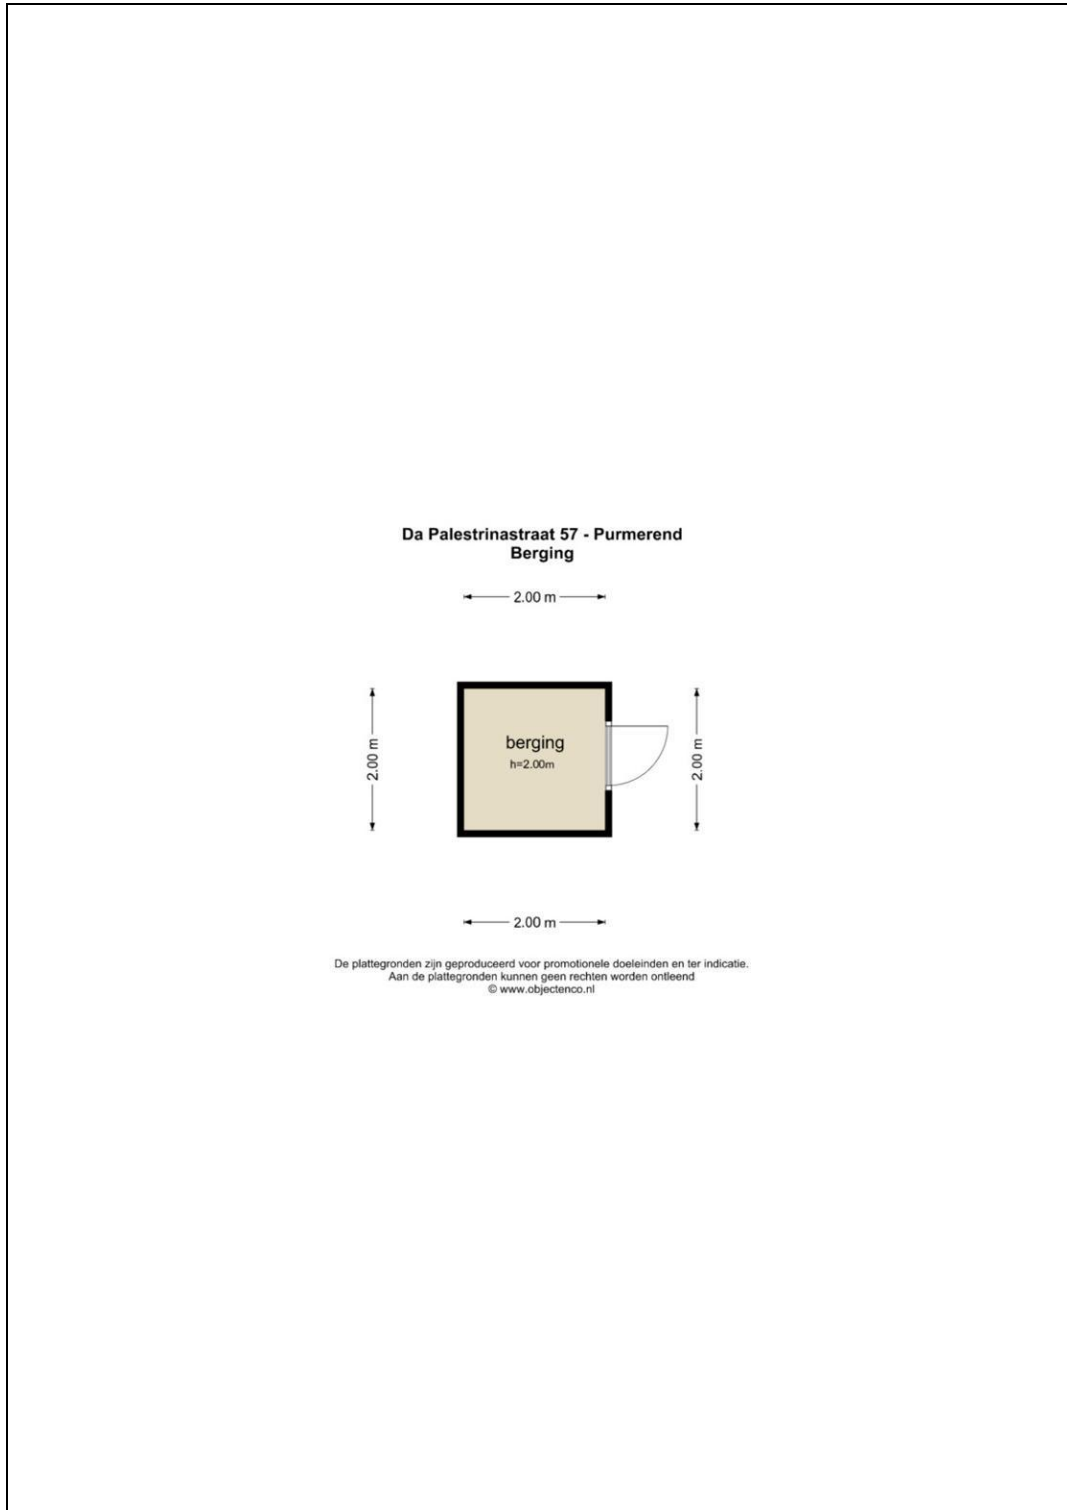 Da Palestrinastraat 57 - Purmerend
Berging
2.00 m
2.00 m
berging
h=2.00m
2.00 m
2.00 m
De plattegronden zijn geproduceerd voor promotionele doeleinden en ter indicatie.
Aan de plattegronden kunnen geen rechten worden ontleend
© www.objectenco.nl